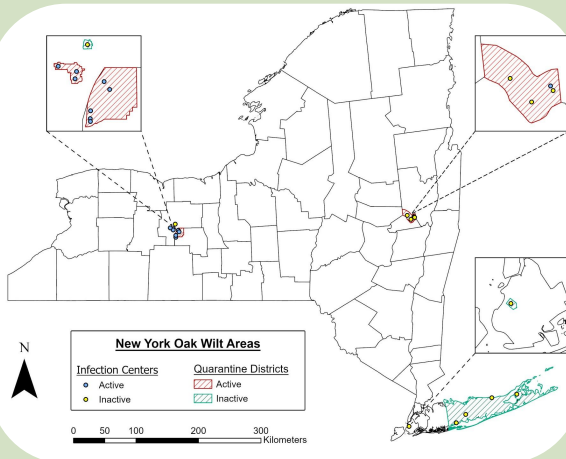 New York Oak Wilt Areas
Infection Centers
Active
Inactive
Quarantine Districts
Active
Inactive
N
0 50 100 200 300
Kilometers